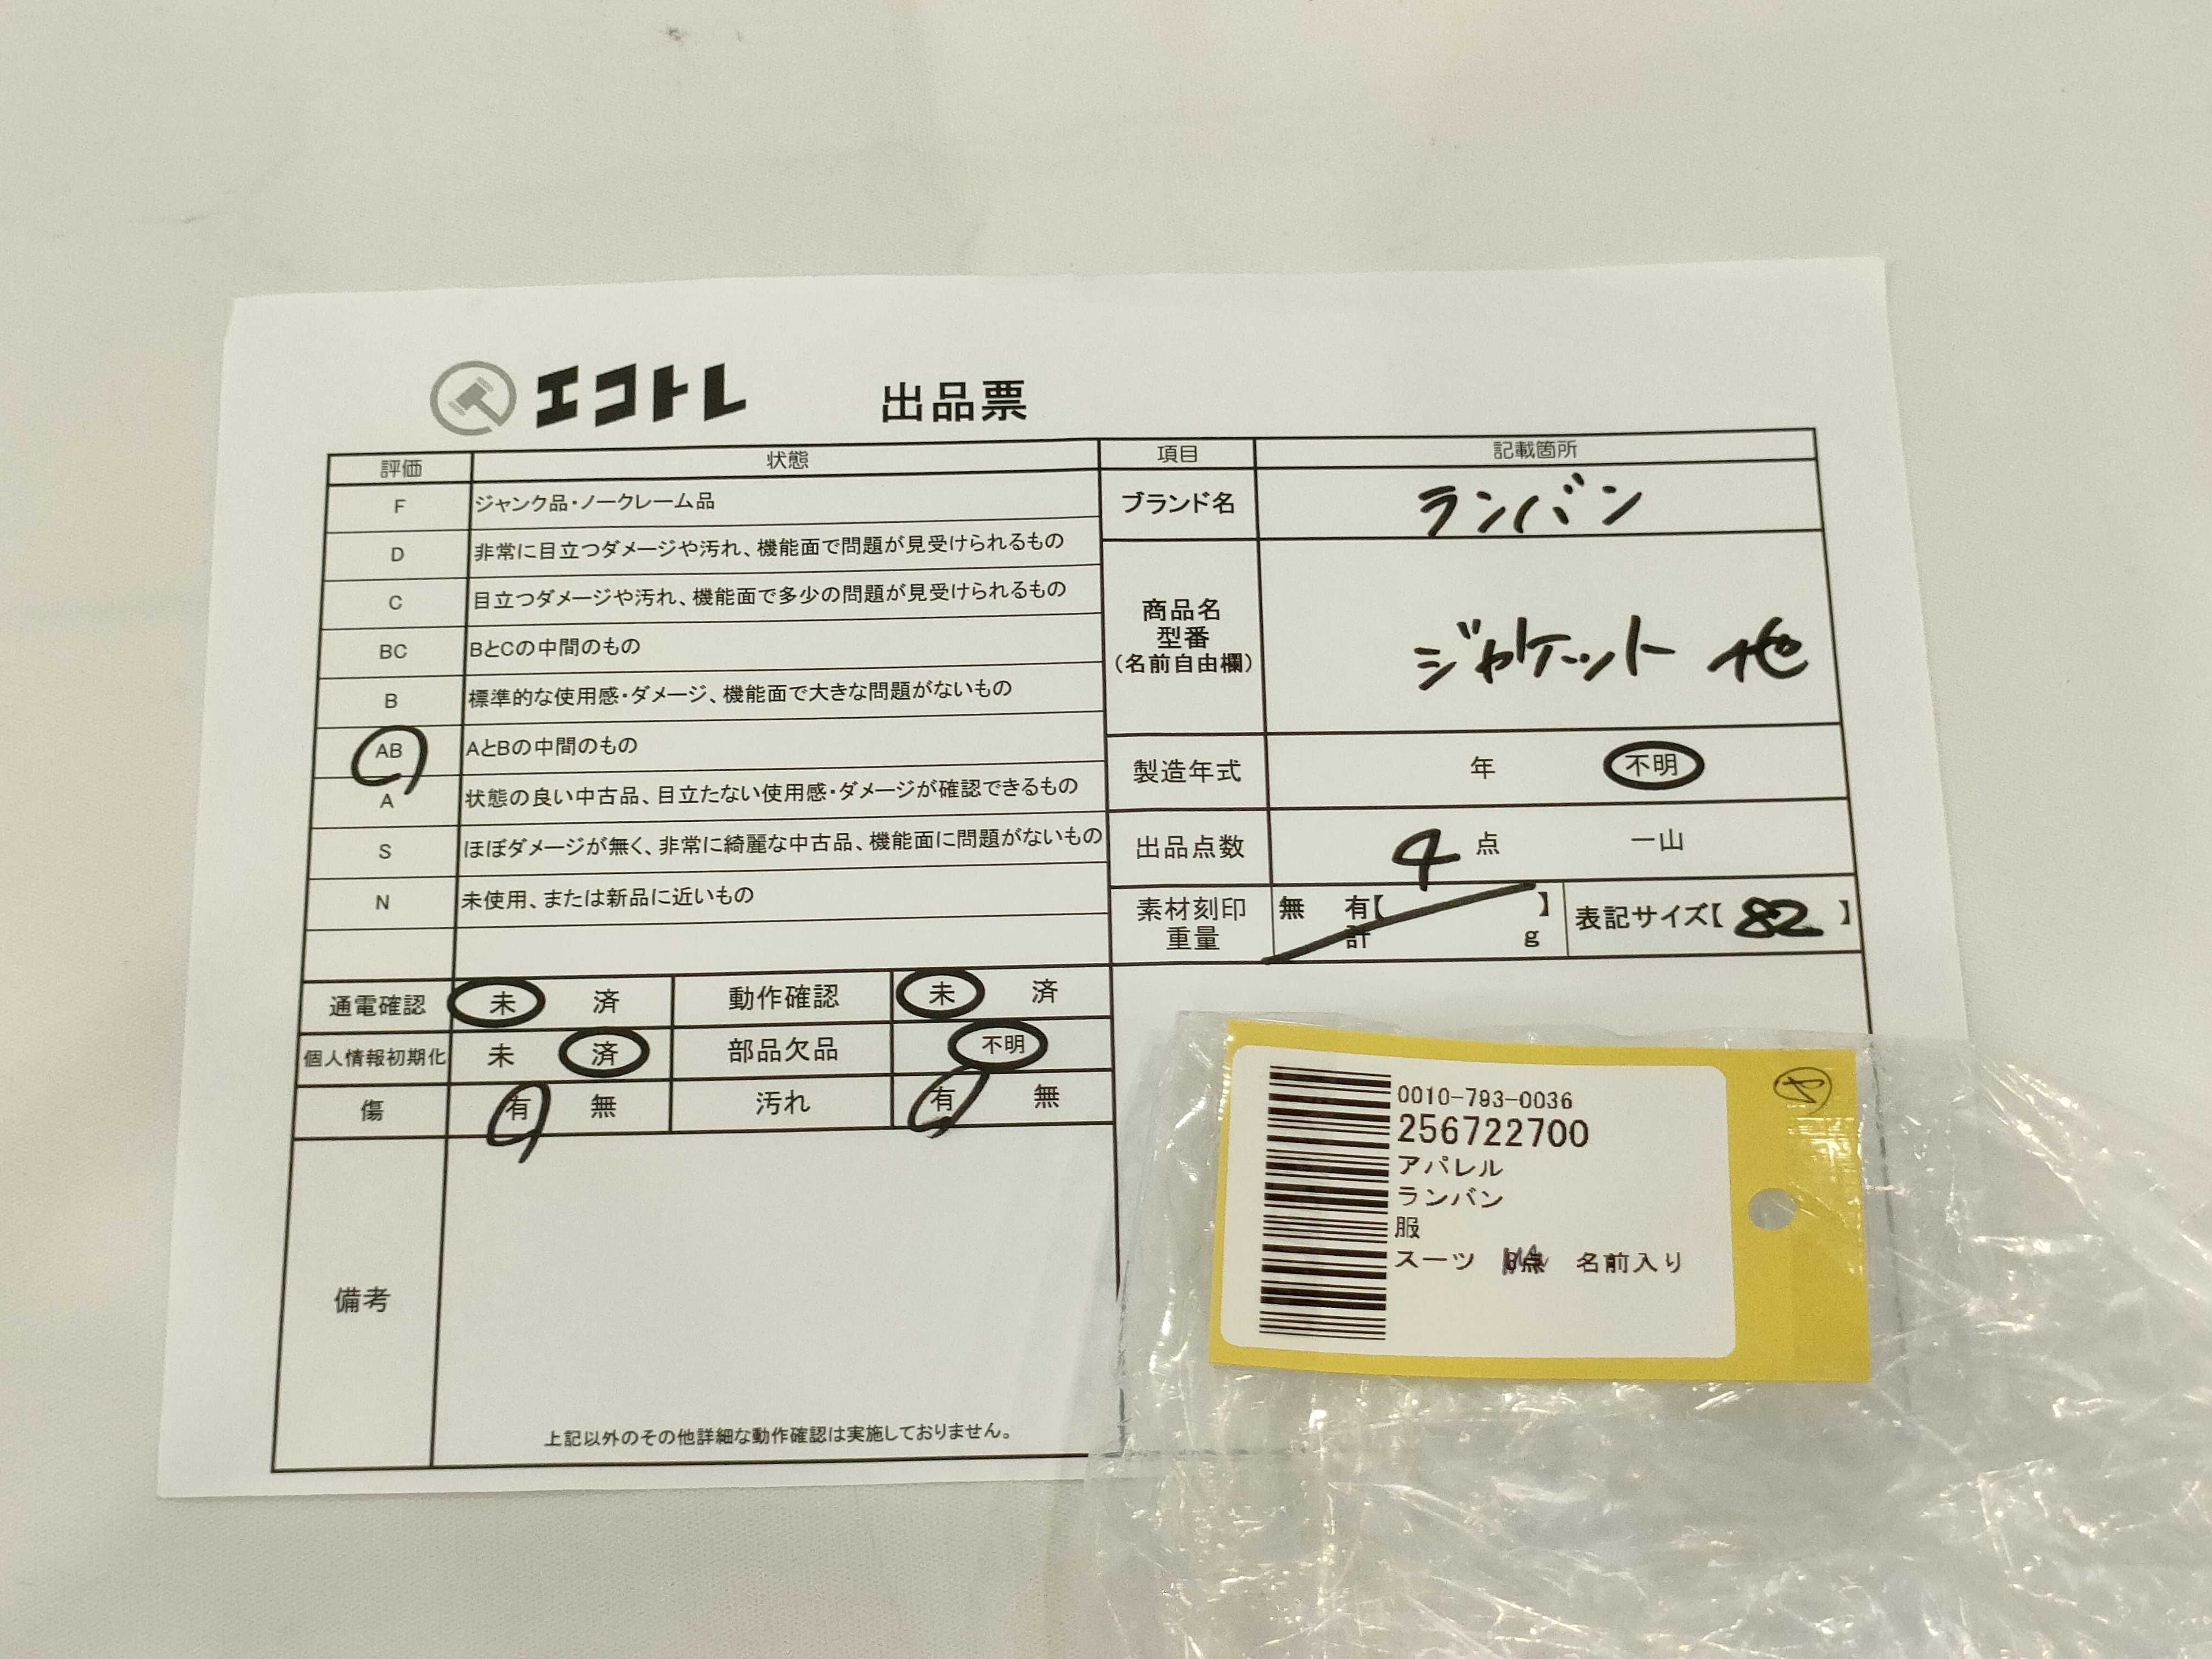 エコトレ 出品票
評価 状態 項目 記載箇所
F ジャンク品・ノークレーム品
D 非常に目立つダメージや汚れ、機能面で問題が見受けられるもの
C 目立つダメージや汚れ、機能面で多少の問題が見受けられるもの
BC BとCの中間のもの
B 標準的な使用感・ダメージ、機能面で大きな問題がないもの
AB AとBの中間のもの
A 状態の良い中古品、目立たない使用感・ダメージが確認できるもの
S ほぼダメージが無く、非常に綺麗な中古品、機能面に問題がないもの
N 未使用、または新品に近いもの
ブランド名 ランバン
商品名
型番
(名前自由欄)
ジャケット 他
製造年式 年 不明
出品点数 4 点 一山
素材刻印 無 有【 】
重量 計 g
表記サイズ【 82 】
通電確認 未 済 動作確認 未 済
個人情報初期化 未 済 部品欠品 不明
傷 有 無 汚れ 有 無
備考
上記以外のその他詳細な動作確認は実施しておりません。
0010-793-0036
256722700
アパレル
ランバン
服
スーツ 名前入り